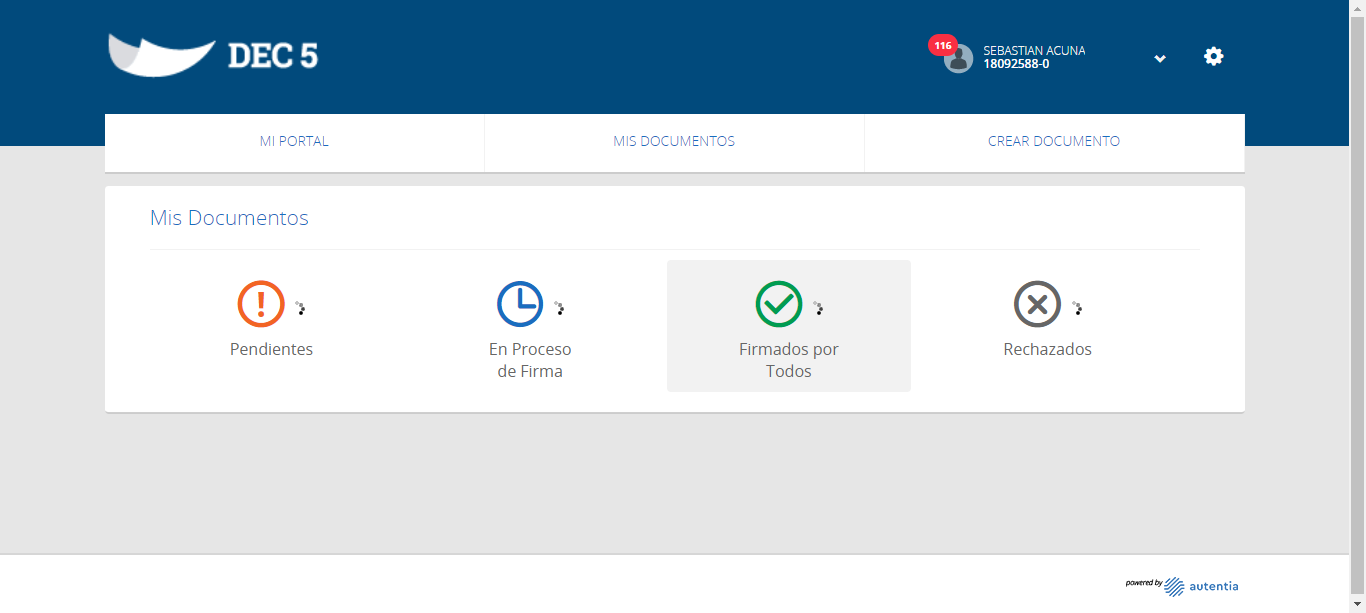 DEC 5
116
SEBASTIAN ACUNA
18092588-0
MI PORTAL
MIS DOCUMENTOS
CREAR DOCUMENTO
Mis Documentos
Pendientes
En Proceso
de Firma
Firmados por
Todos
Rechazados
powered by
autentia